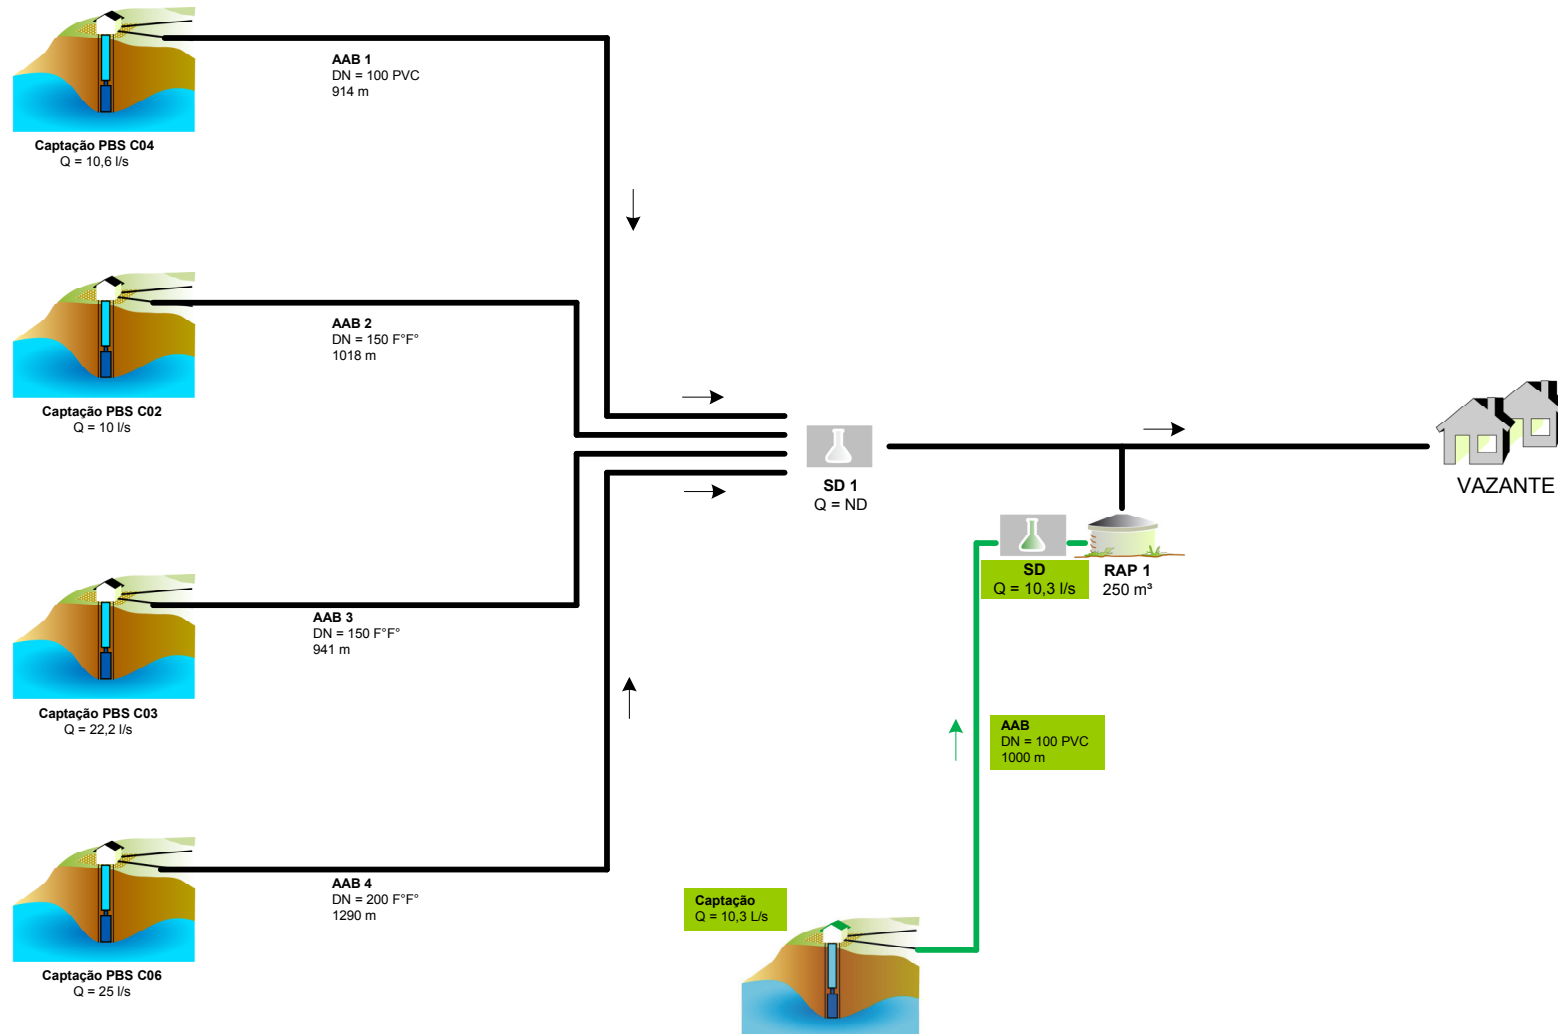 AAB 1
DN = 100 PVC
914 m
Captação PBS C04
Q = 10,6 l/s
AAB 2
DN = 150 F°F°
1018 m
Captação PBS C02
Q = 10 l/s
SD 1
Q = ND
VAZANTE
SD
Q = 10,3 l/s
RAP 1
250 m³
AAB 3
DN = 150 F°F°
941 m
Captação PBS C03
Q = 22,2 l/s
AAB
DN = 100 PVC
1000 m
AAB 4
DN = 200 F°F°
1290 m
Captação
Q = 10,3 L/s
Captação PBS C06
Q = 25 l/s